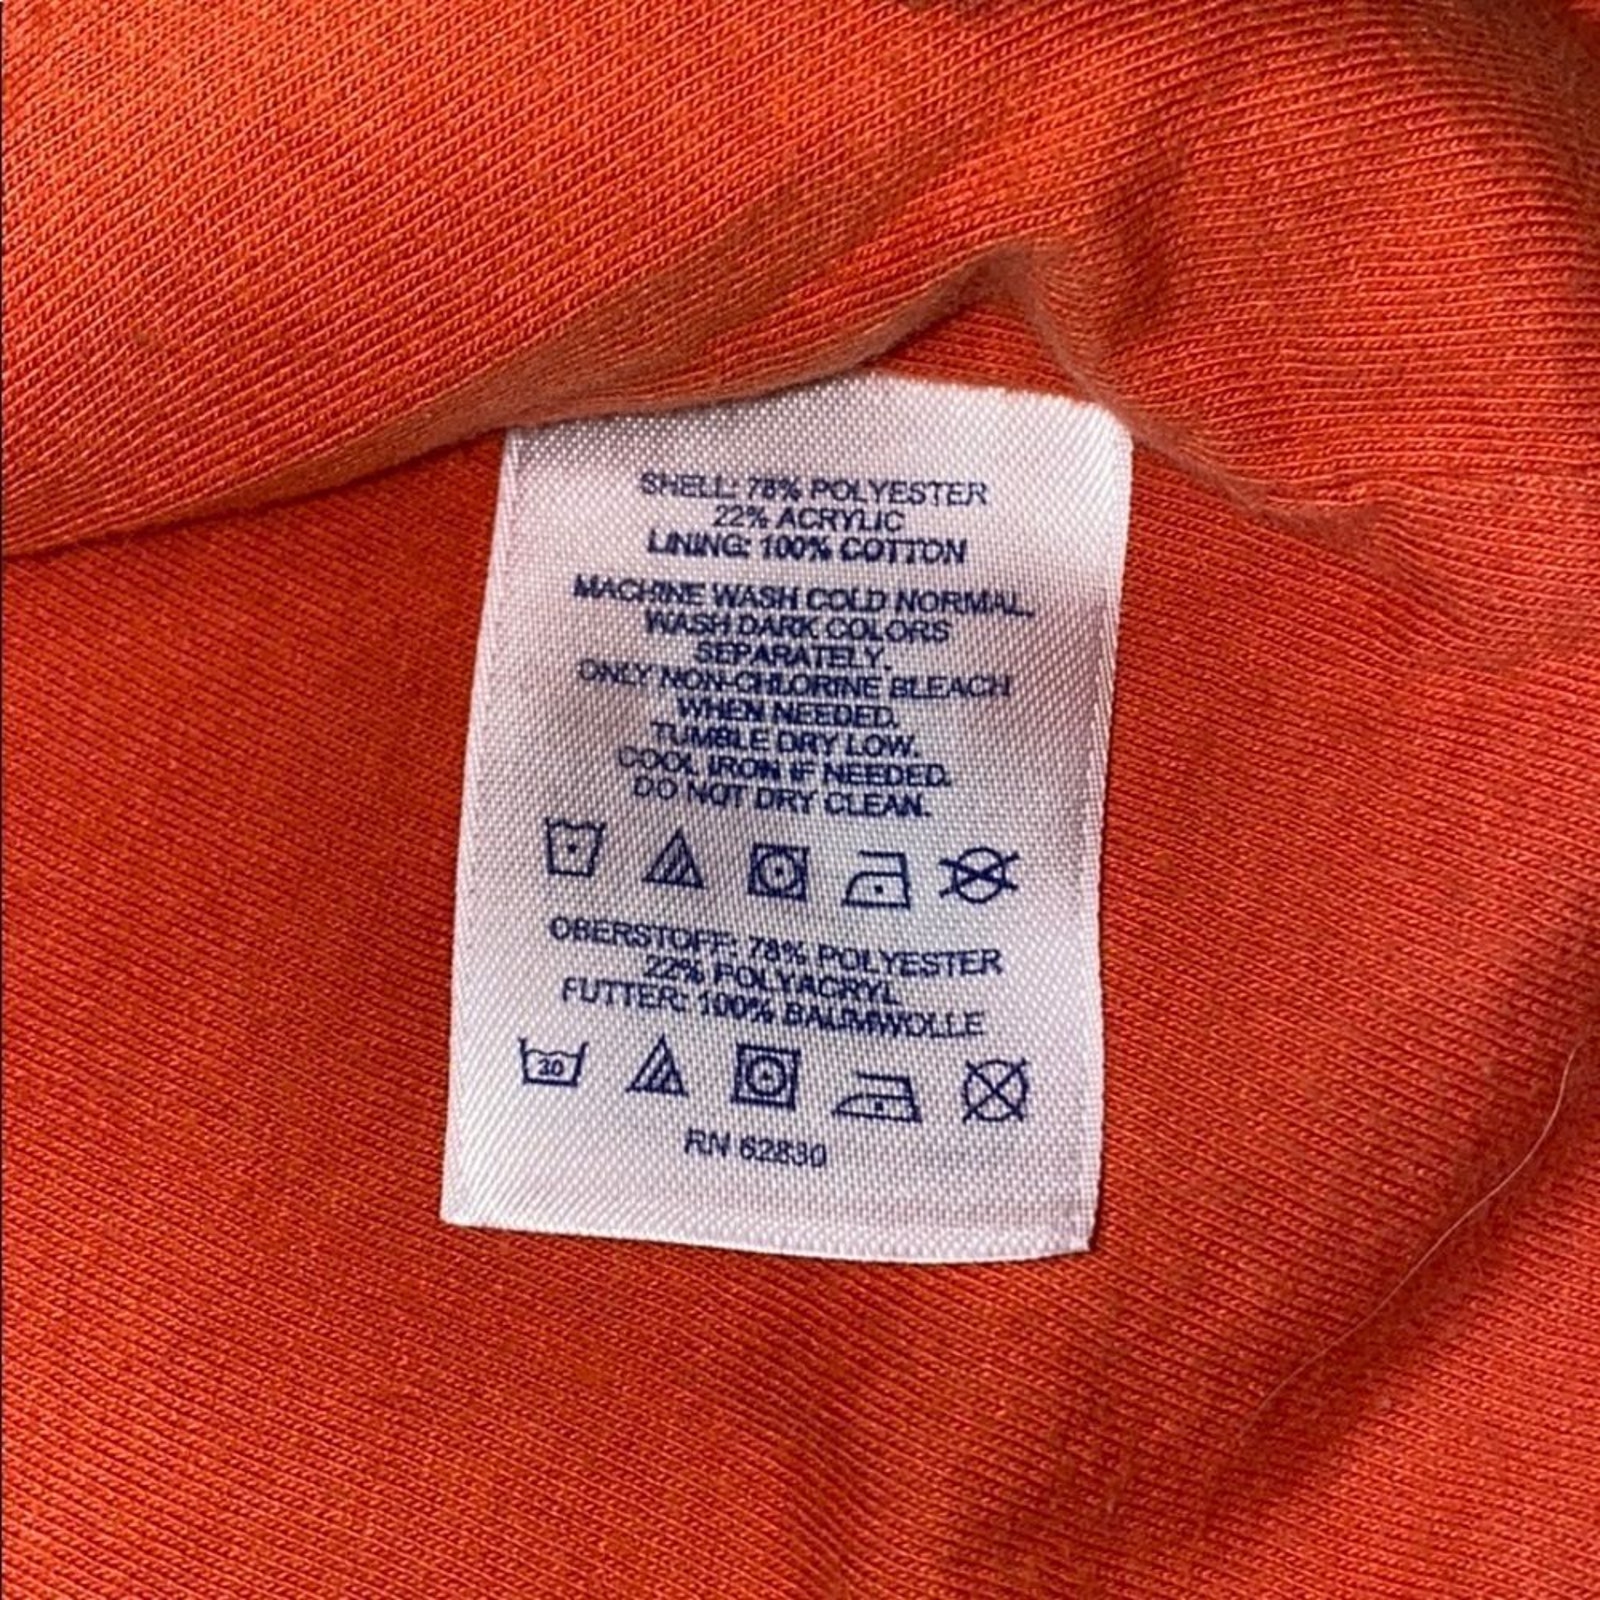 SHELL: 78% POLYESTER
22% ACRYLIC
LINING: 100% COTTON
MACHINE WASH COLD NORMAL.
WASH DARK COLORS
SEPARATELY.
ONLY NON-CHLORINE BLEACH
WHEN NEEDED.
TUMBLE DRY LOW.
COOL IRON IF NEEDED.
DO NOT DRY CLEAN.
OBERSTOFF: 78% POLYESTER
22% POLYACRYL
FUTTER: 100% BAUMWOLLE
30
RN 62830